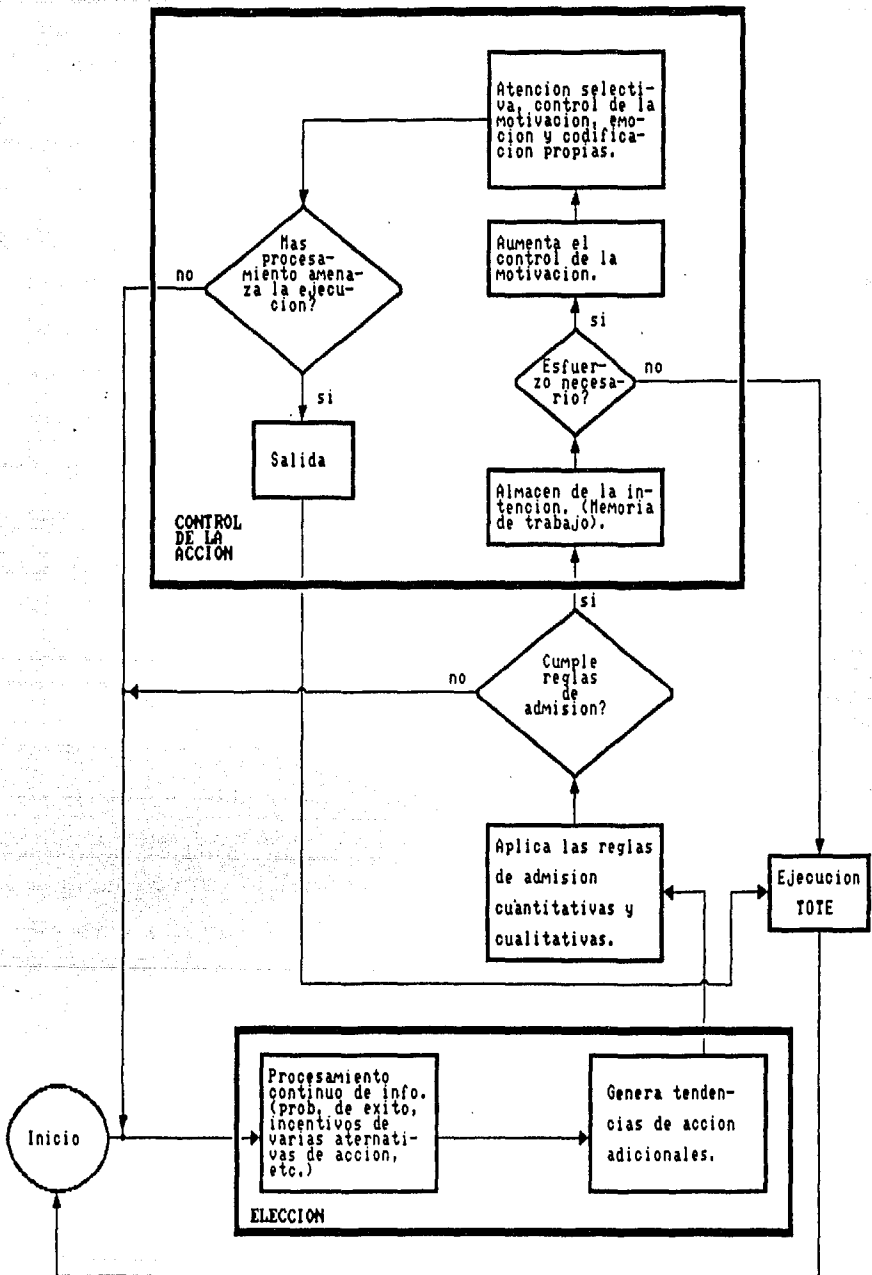 Atencion selecti-
va, control de la
motivacion, emo-
cion y codifica-
cion propias.
Mas
procesa-
miento amena-
za la ejecu-
cion?
no
si
Salida
Aumenta el
control de la
motivacion.
si
Esfuer-
zo necesa-
rio?
no
Almacen de la in-
tencion. (Memoria
de trabajo).
CONTROL
DE LA
ACCION
si
Cumple
reglas
de
admision?
no
Aplica las reglas
de admision
cuantitativas y
cualitativas.
Ejecucion
TOTE
Inicio
Procesamiento
continuo de info.
(prob. de exito,
incentivos de
varias aternati-
vas de accion,
etc.)
Genera tenden-
cias de accion
adicionales.
ELECCION